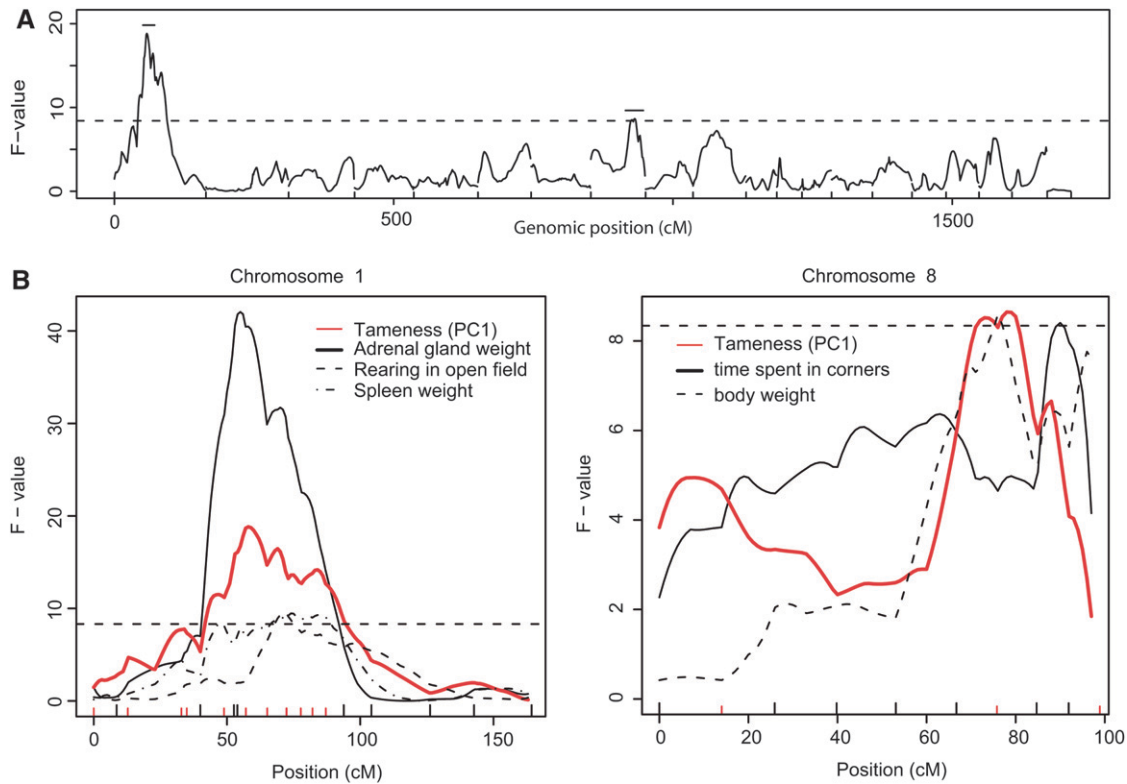 A
F-value
20
10
0
0
500
1500
Genomic position (cM)
B
Chromosome 1
F - value
40
30
20
10
0
Tameness (PC1)
Adrenal gland weight
Rearing in open field
Spleen weight
0
50
100
150
Position (cM)
Chromosome 8
F - value
8
6
4
2
0
Tameness (PC1)
time spent in corners
body weight
0
20
40
60
80
100
Position (cM)